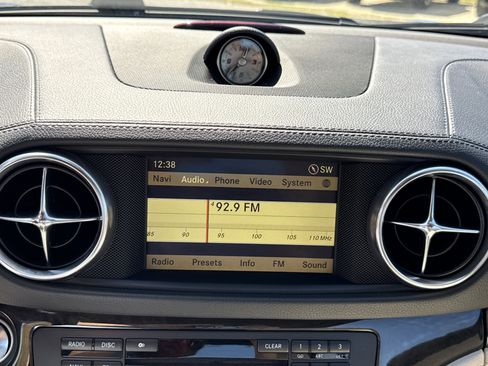 12:38 SW
Navi Audio Phone Video System
92.9 FM
85 90 95 100 105 110 MHz
Radio Presets Info FM Sound
RADIO DISC CLEAR 1 2 3